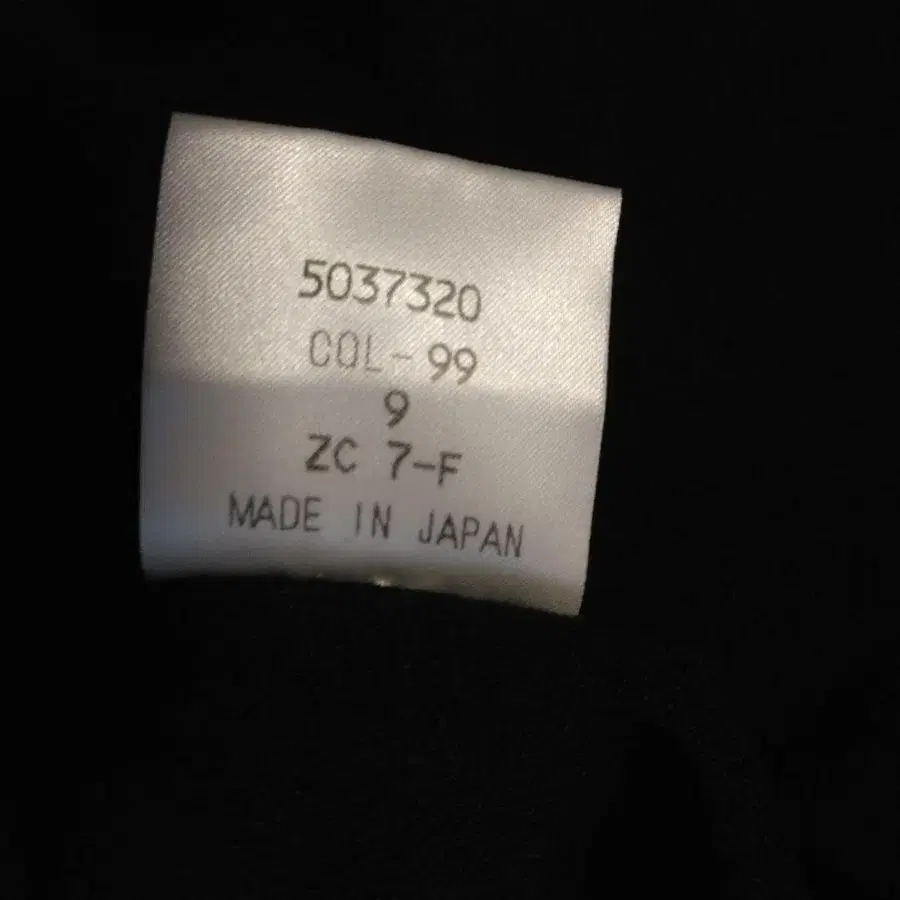 5037320
COL-99
9
ZC 7-F
MADE IN JAPAN